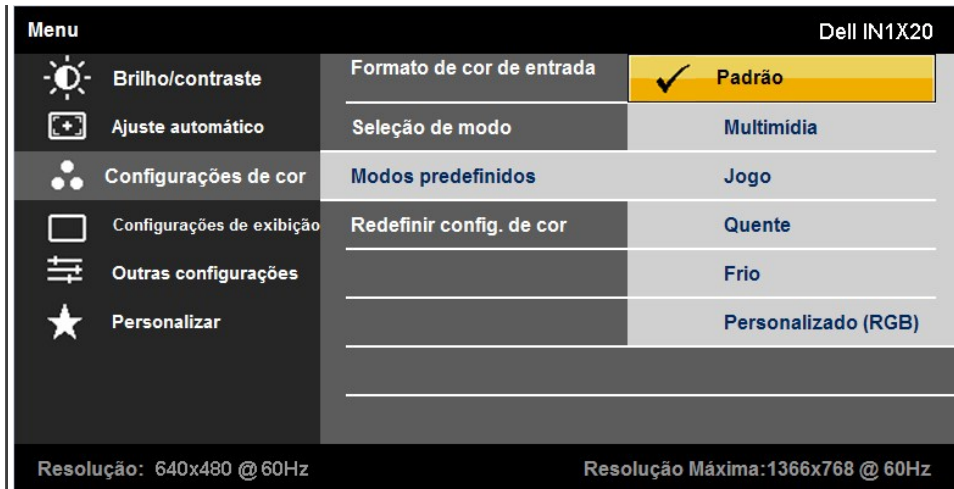 Menu
Dell IN1X20
Brilho/contraste
Ajuste automático
Configurações de cor
Configurações de exibição
Outras configurações
Personalizar
Formato de cor de entrada
Seleção de modo
Modos predefinidos
Redefinir config. de cor
Padrão
Multimídia
Jogo
Quente
Frio
Personalizado (RGB)
Resolução: 640x480 @60Hz
Resolução Máxima:1366x768 @ 60Hz